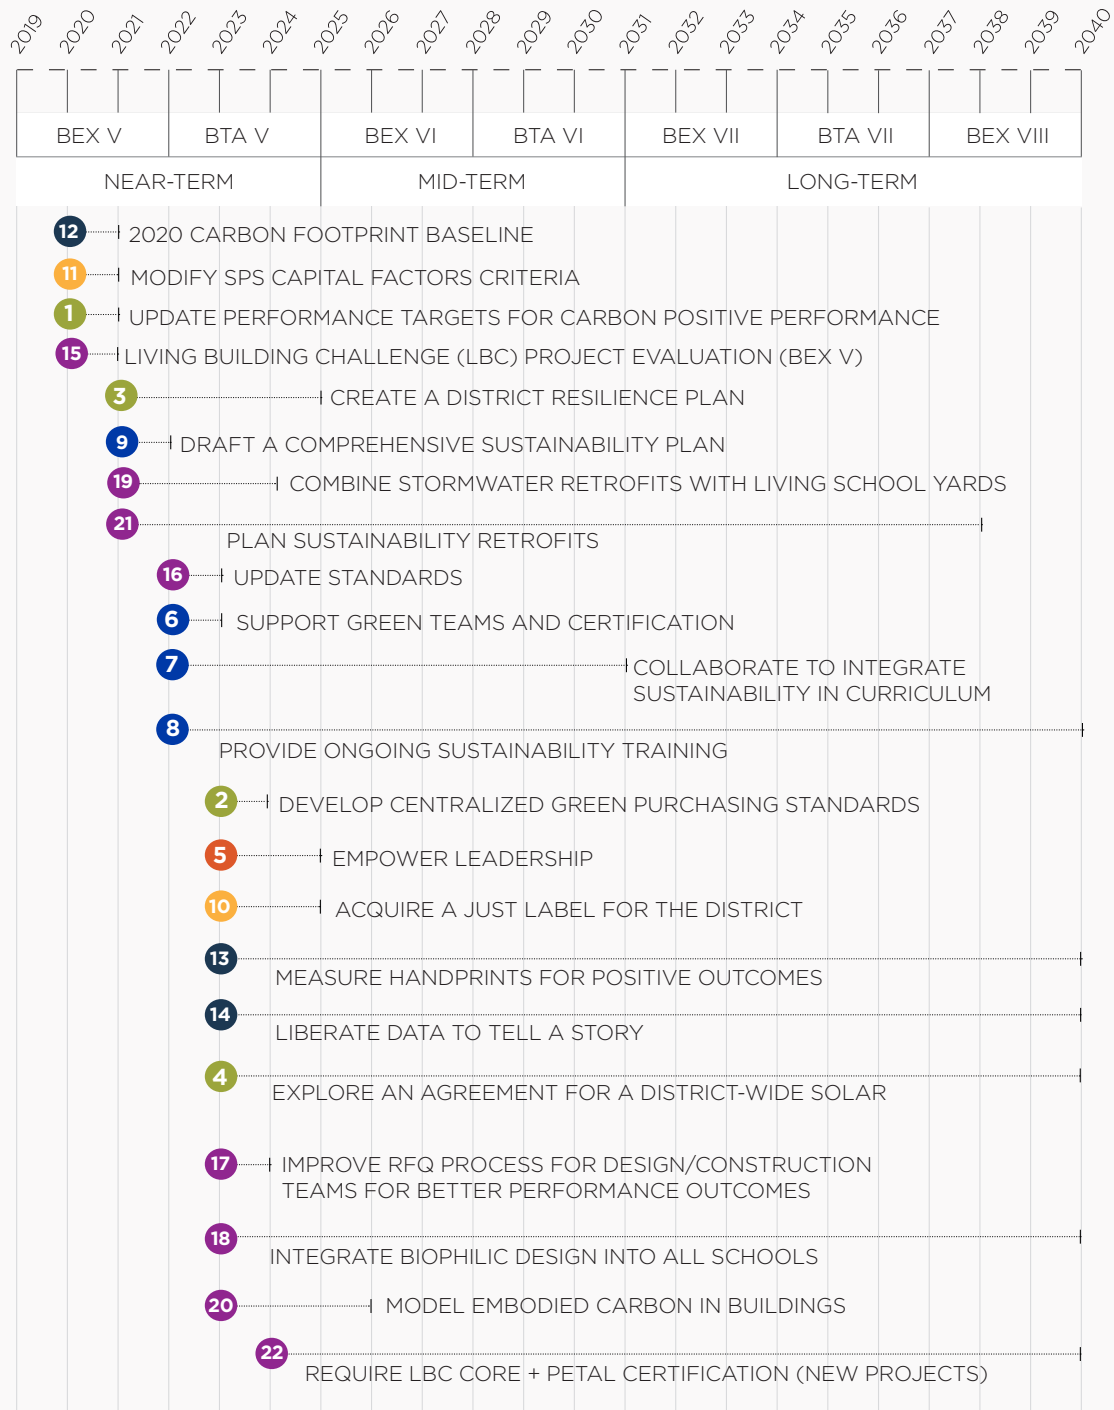 2019 2020 2021 2022 2023 2024 2025 2026 2027 2028 2029 2030 2031 2032 2033 2034 2035 2036 2037 2038 2039 2040
BEX V BTA V BEX VI BTA VI BEX VII BTA VII BEX VIII
NEAR-TERM MID-TERM LONG-TERM
12 2020 CARBON FOOTPRINT BASELINE
11 MODIFY SPS CAPITAL FACTORS CRITERIA
1 UPDATE PERFORMANCE TARGETS FOR CARBON POSITIVE PERFORMANCE
15 LIVING BUILDING CHALLENGE (LBC) PROJECT EVALUATION (BEX V)
3 CREATE A DISTRICT RESILIENCE PLAN
9 DRAFT A COMPREHENSIVE SUSTAINABILITY PLAN
19 COMBINE STORMWATER RETROFITS WITH LIVING SCHOOL YARDS
21
PLAN SUSTAINABILITY RETROFITS
16 UPDATE STANDARDS
6 SUPPORT GREEN TEAMS AND CERTIFICATION
7 COLLABORATE TO INTEGRATE
SUSTAINABILITY IN CURRICULUM
8
PROVIDE ONGOING SUSTAINABILITY TRAINING
2 DEVELOP CENTRALIZED GREEN PURCHASING STANDARDS
5 EMPOWER LEADERSHIP
10 ACQUIRE A JUST LABEL FOR THE DISTRICT
13
MEASURE HANDPRINTS FOR POSITIVE OUTCOMES
14
LIBERATE DATA TO TELL A STORY
4
EXPLORE AN AGREEMENT FOR A DISTRICT-WIDE SOLAR
17 IMPROVE RFQ PROCESS FOR DESIGN/CONSTRUCTION
TEAMS FOR BETTER PERFORMANCE OUTCOMES
18
INTEGRATE BIOPHILIC DESIGN INTO ALL SCHOOLS
20 MODEL EMBODIED CARBON IN BUILDINGS
22
REQUIRE LBC CORE + PETAL CERTIFICATION (NEW PROJECTS)